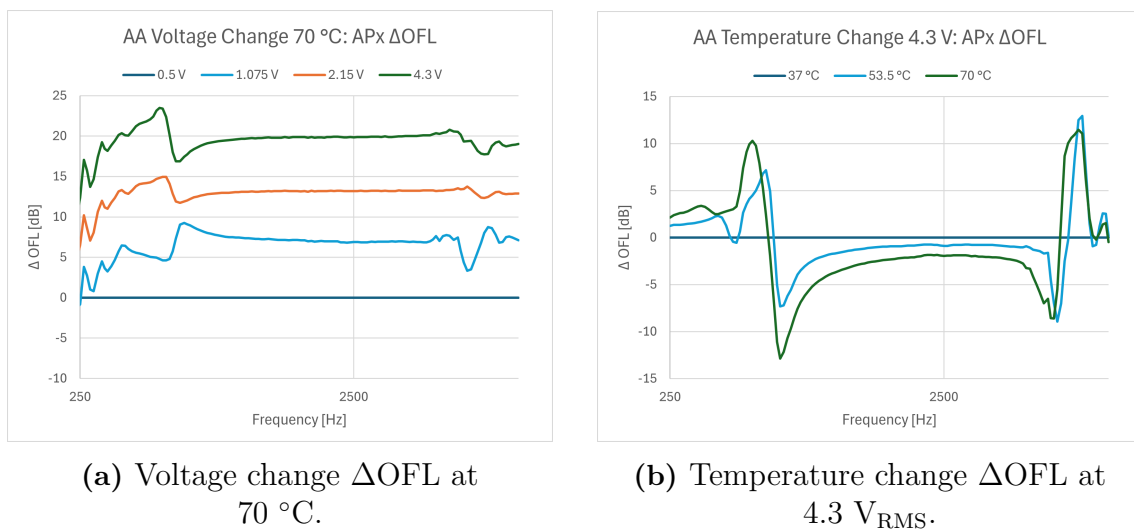 AA Voltage Change 70 °C: APx ΔOFL
0.5 V 1.075 V 2.15 V 4.3 V
25
20
15
10
5
0
-5
-10
Δ OFL [dB]
250 2500
Frequency [Hz]
(a) Voltage change ΔOFL at
70 °C.
AA Temperature Change 4.3 V: APx ΔOFL
37 °C 53.5 °C 70 °C
15
10
5
0
-5
-10
-15
Δ OFL [dB]
250 2500
Frequency [Hz]
(b) Temperature change ΔOFL at
4.3 V_RMS.